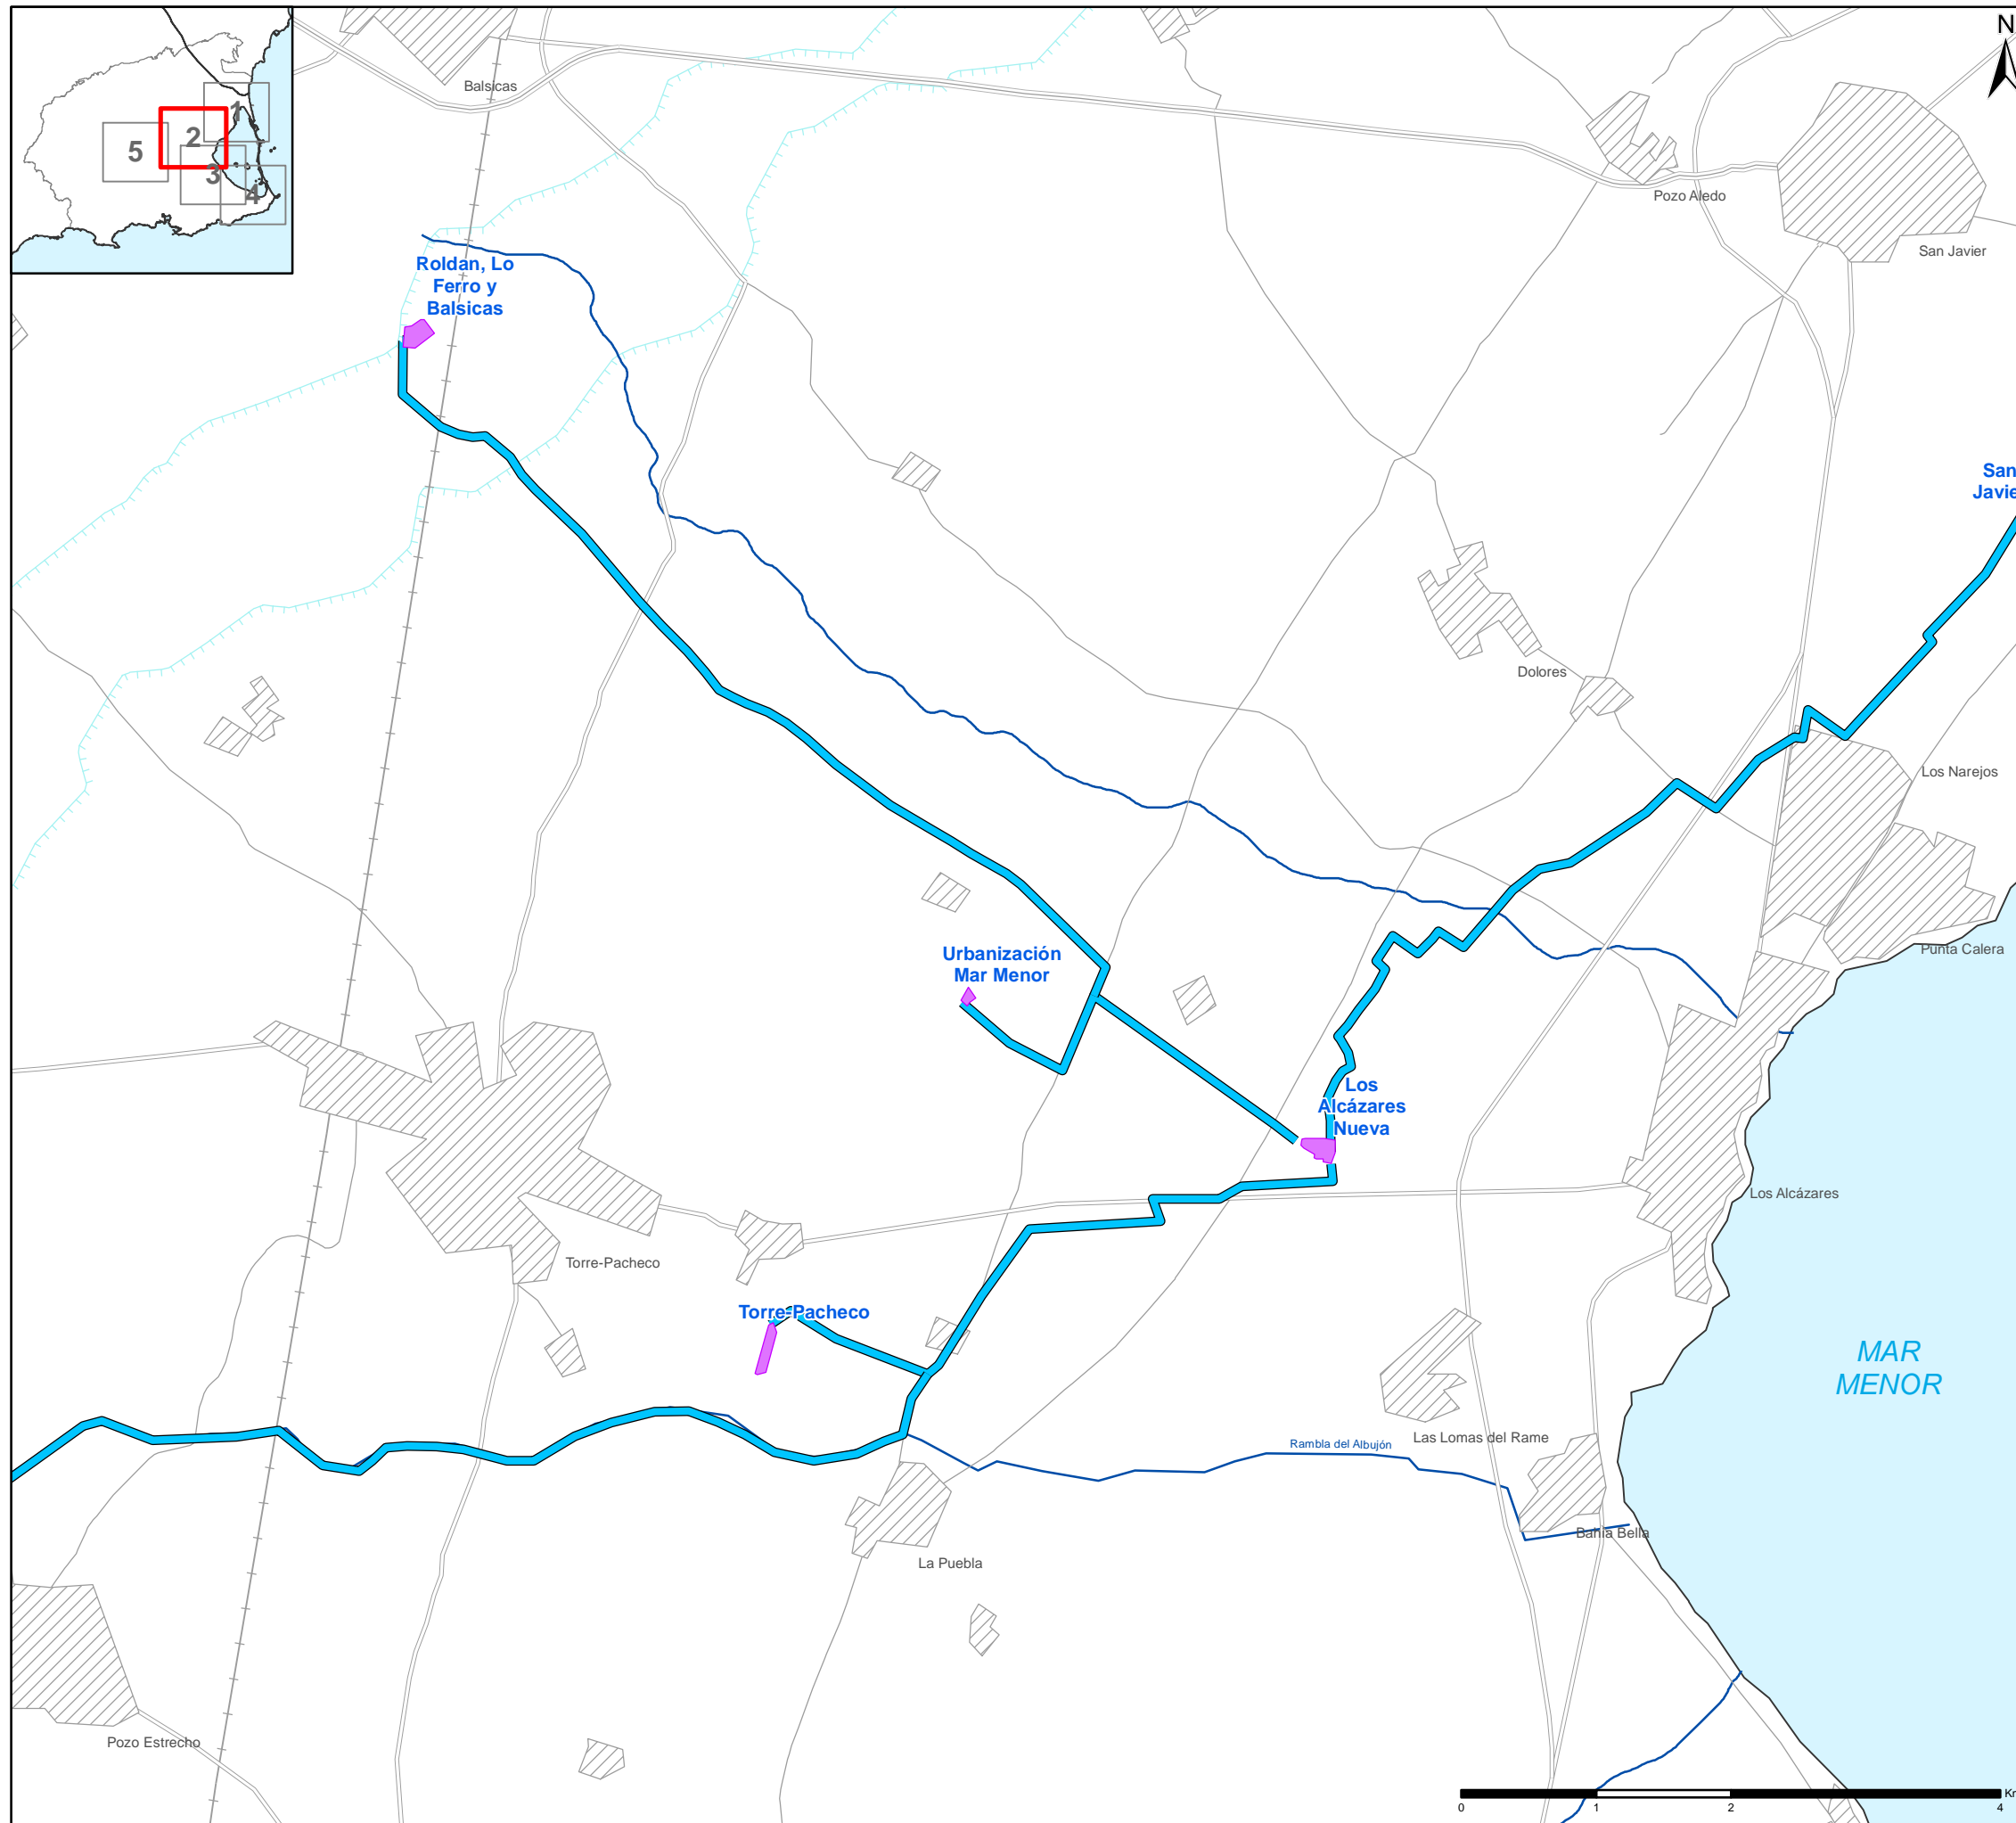 N
1
2
5
3
4
Balsicas
Pozo Aledo
San Javier
Roldan, Lo
Ferro y
Balsicas
San
Javie
Dolores
Los Narejos
Punta Calera
Urbanización
Mar Menor
Los
Alcázares
Nueva
Los Alcázares
Torre-Pacheco
Torre-Pacheco
MAR
MENOR
Las Lomas del Rame
Rambla del Albujón
Bahía Bella
La Puebla
Pozo Estrecho
0 1 2 4